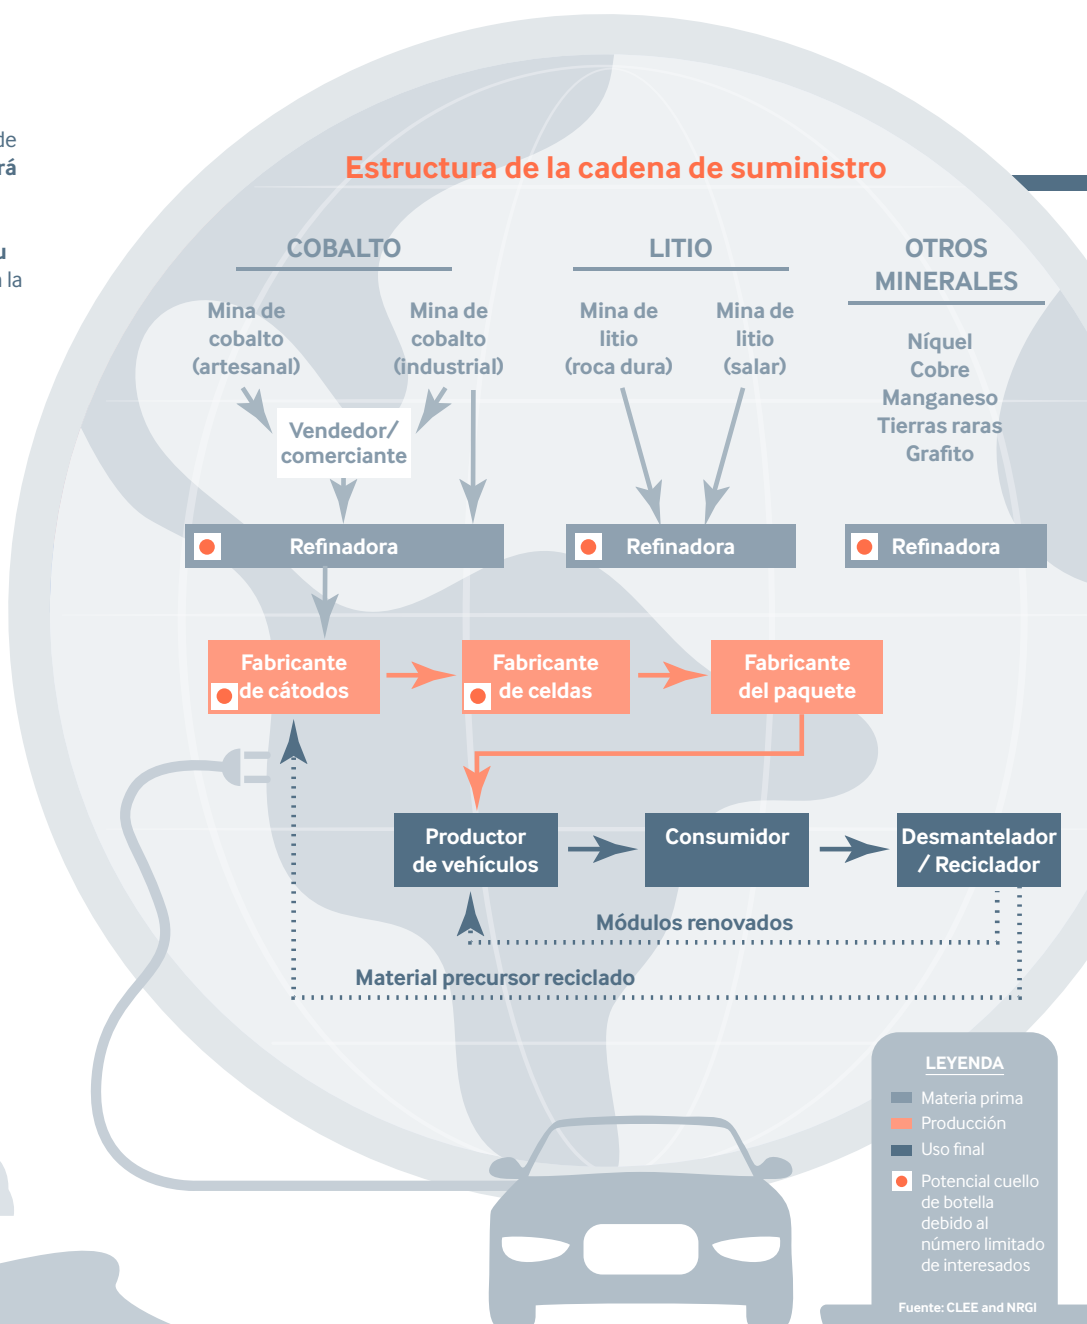 de
rá
u
la
Estructura de la cadena de suministro
COBALTO
Mina de
cobalto
(artesanal)
Mina de
cobalto
(industrial)
Vendedor/
comerciante
Refinadora
LITIO
Mina de
litio
(roca dura)
Mina de
litio
(salar)
Refinadora
OTROS
MINERALES
Níquel
Cobre
Manganeso
Tierras raras
Grafito
Refinadora
Fabricante
de cátodos
Fabricante
de celdas
Fabricante
del paquete
Productor
de vehículos
Consumidor
Desmantelador
/ Reciclador
Módulos renovados
Material precursor reciclado
LEYENDA
Materia prima
Producción
Uso final
Potencial cuello
de botella
debido al
número limitado
de interesados
Fuente: CLEE and NRGI